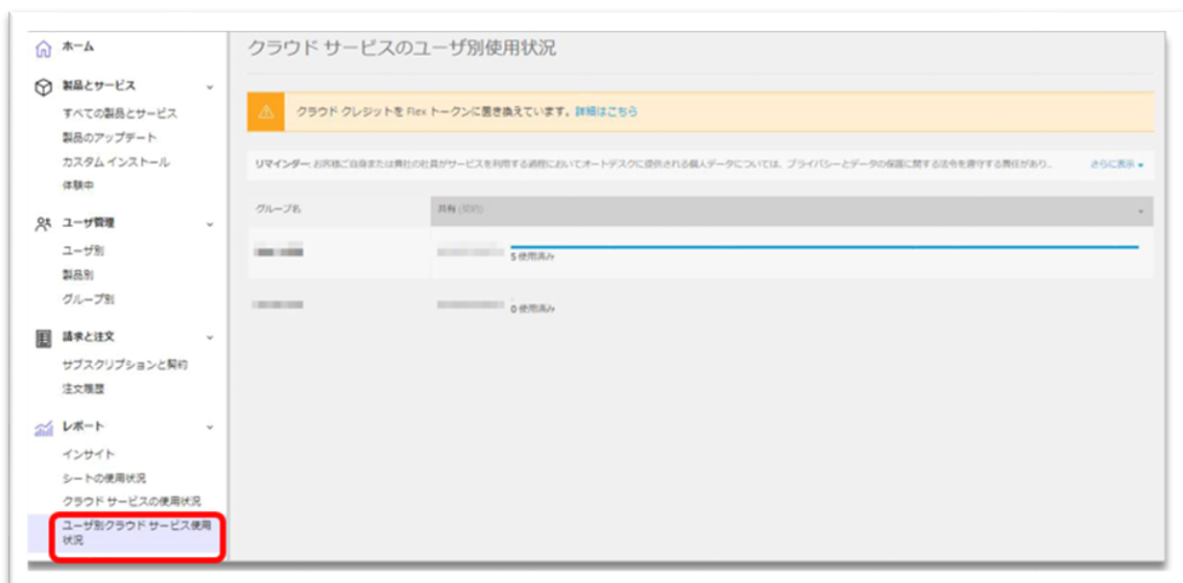 ホーム
製品とサービス
すべての製品とサービス
製品のアップデート
カスタム インストール
体験中
ユーザ管理
ユーザ別
製品別
グループ別
請求と注文
サブスクリプションと契約
注文履歴
レポート
インサイト
シートの使用状況
クラウド サービスの使用状況
ユーザ別クラウド サービス使用
状況
クラウド サービスのユーザ別使用状況
クラウド クレジットを Flex トークンに置き換えています。詳細はこちら
リマインダー: お客様ご自身または貴社の社員がサービスを利用する過程においてオートデスクに提供される個人データについては、プライバシーとデータの保護に関する法令を遵守する責任があり... さらに表示
グループ名 共有 (契約)
5 使用済み
0 使用済み